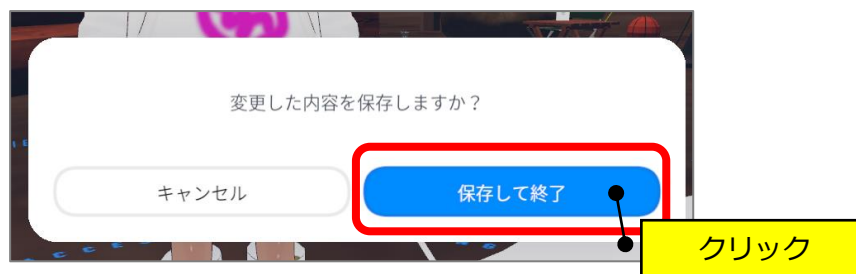 変更した内容を保存しますか？
キャンセル
保存して終了
クリック